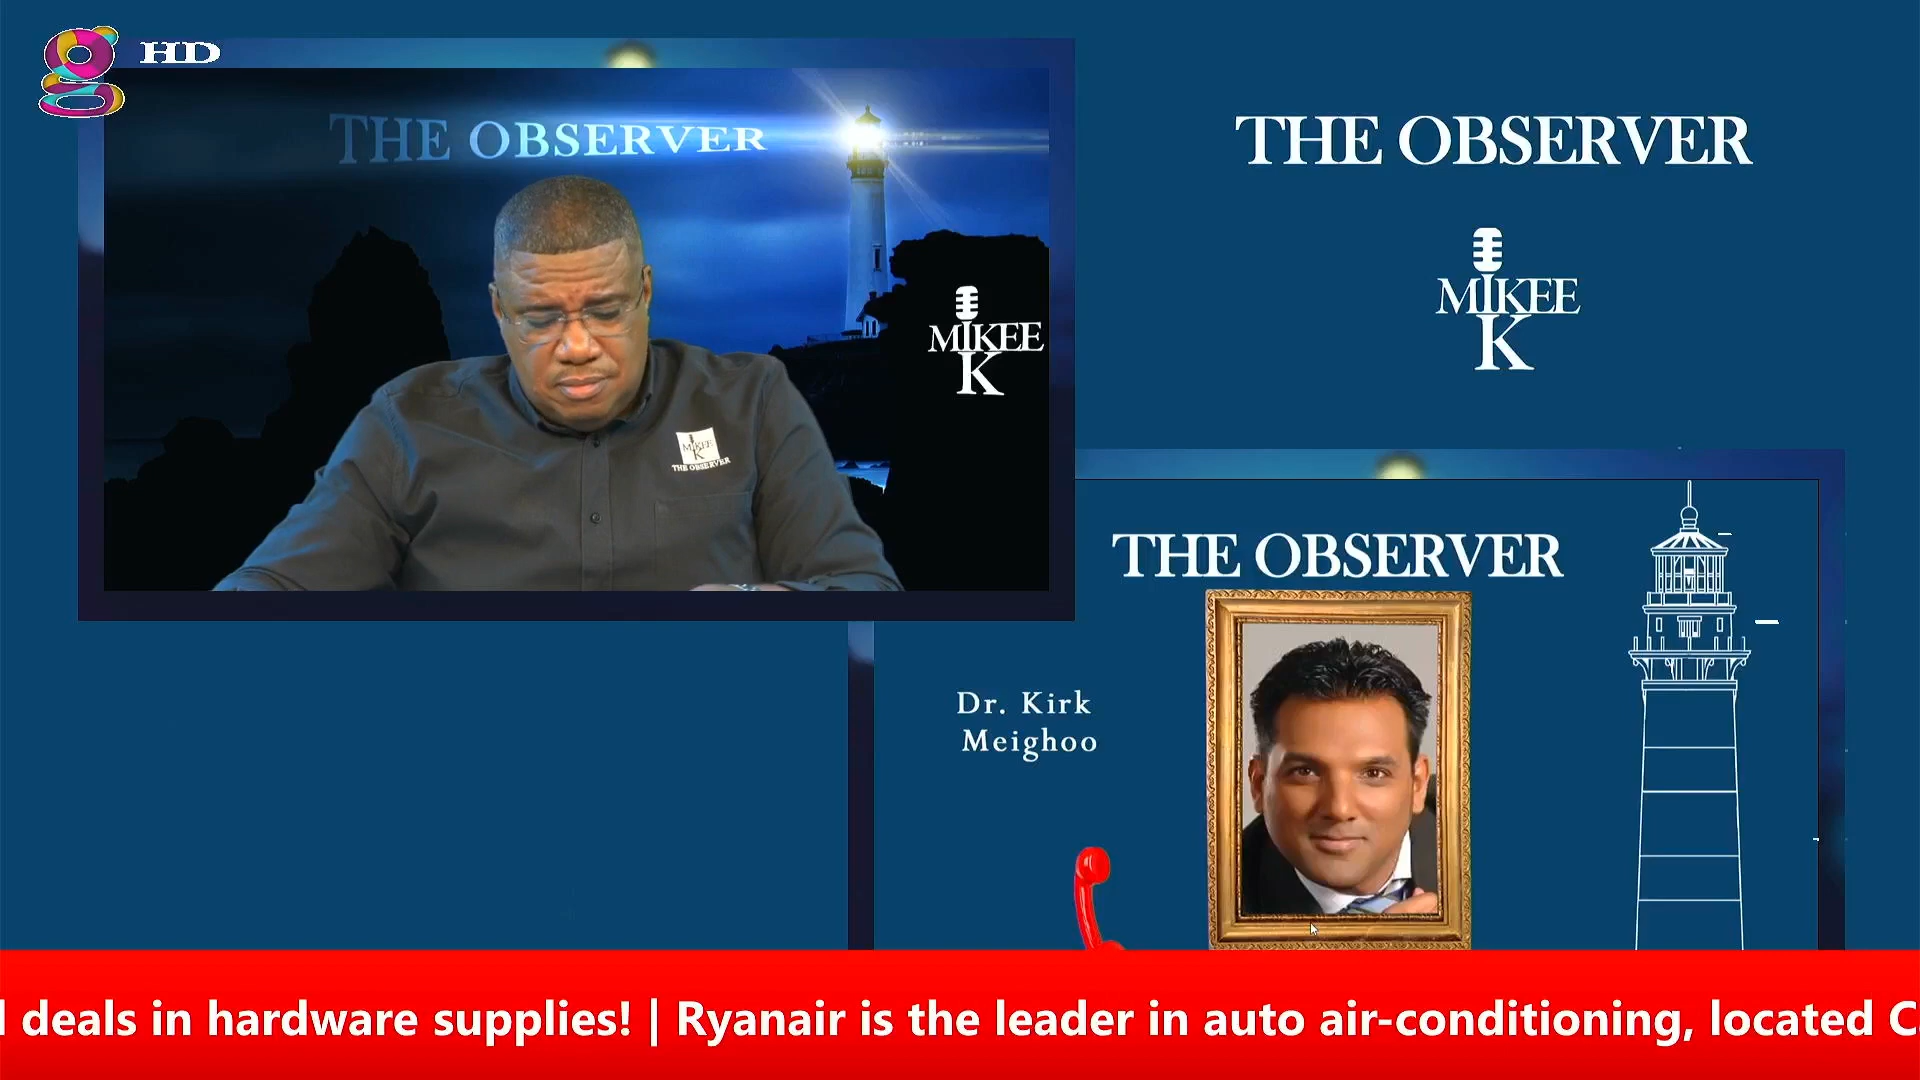 HD
THE OBSERVER
MIKEE
K
MIKEE
K
THE OBSERVER
THE OBSERVER
MIKEE
K
THE OBSERVER
Dr. Kirk
Meighoo
deals in hardware supplies! | Ryanair is the leader in auto air-conditioning, located